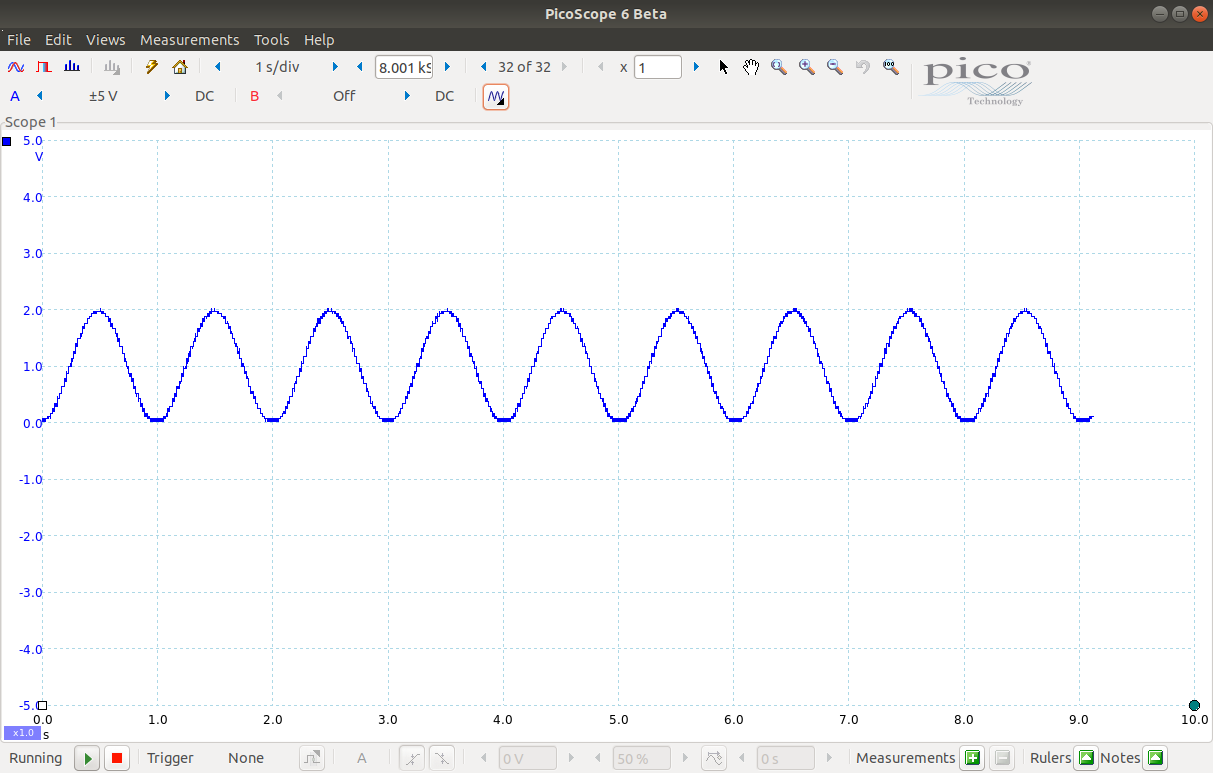 PicoScope 6 Beta
File Edit Views Measurements Tools Help
1 s/div 8.001 kS 32 of 32 x 1
A ±5 V DC B Off DC
pico
Technology
Scope 1
5.0
V
4.0
3.0
2.0
1.0
0.0
-1.0
-2.0
-3.0
-4.0
-5.0
0.0 1.0 2.0 3.0 4.0 5.0 6.0 7.0 8.0 9.0 10.0
x1.0 s
Running Trigger None A 0 V 50 % 0 s Measurements Rulers Notes